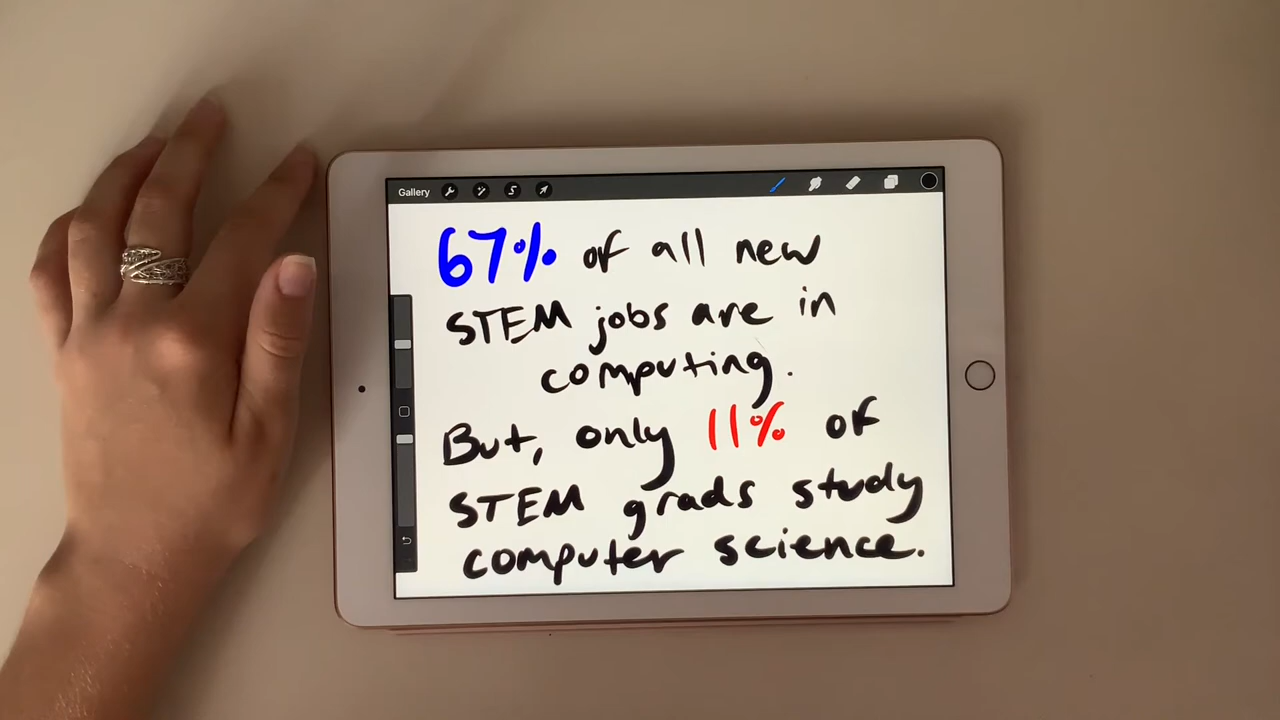 Gallery
67% of all new
STEM jobs are in
computing.
But, only 11% of
STEM grads study
computer science.